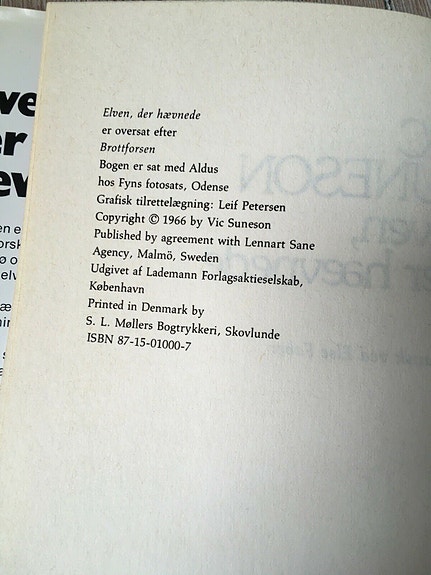 Elven, der hævnede
er oversat efter
Brottforsen
Bogen er sat med Aldus
hos Fyns fotosats, Odense
Grafisk tilrettelægning: Leif Petersen
Copyright © 1966 by Vic Suneson
Published by agreement with Lennart Sane
Agency, Malmö, Sweden
Udgivet af Lademann Forlagsaktieselskab,
København
Printed in Denmark by
S. L. Møllers Bogtrykkeri, Skovlunde
ISBN 87-15-01000-7